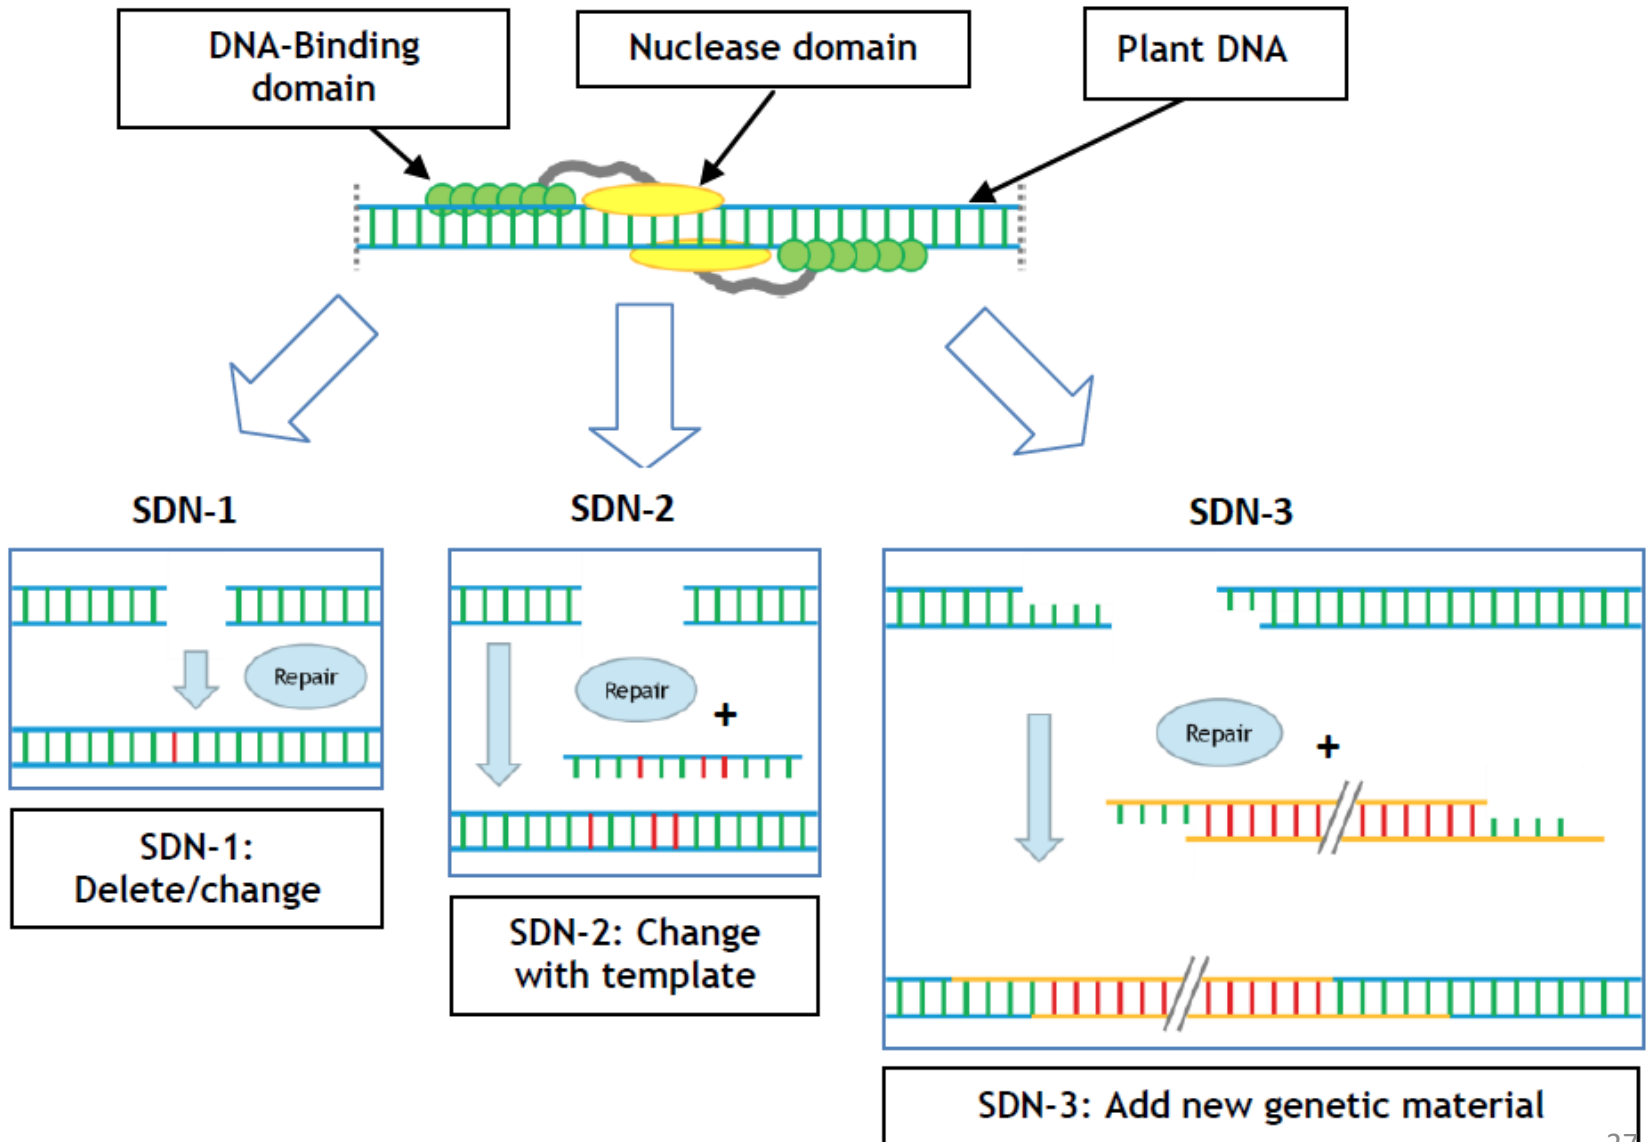 DNA-Binding
domain
Nuclease domain
Plant DNA
SDN-1
SDN-2
SDN-3
Repair
Repair
+
Repair
+
SDN-1:
Delete/change
SDN-2: Change
with template
SDN-3: Add new genetic material